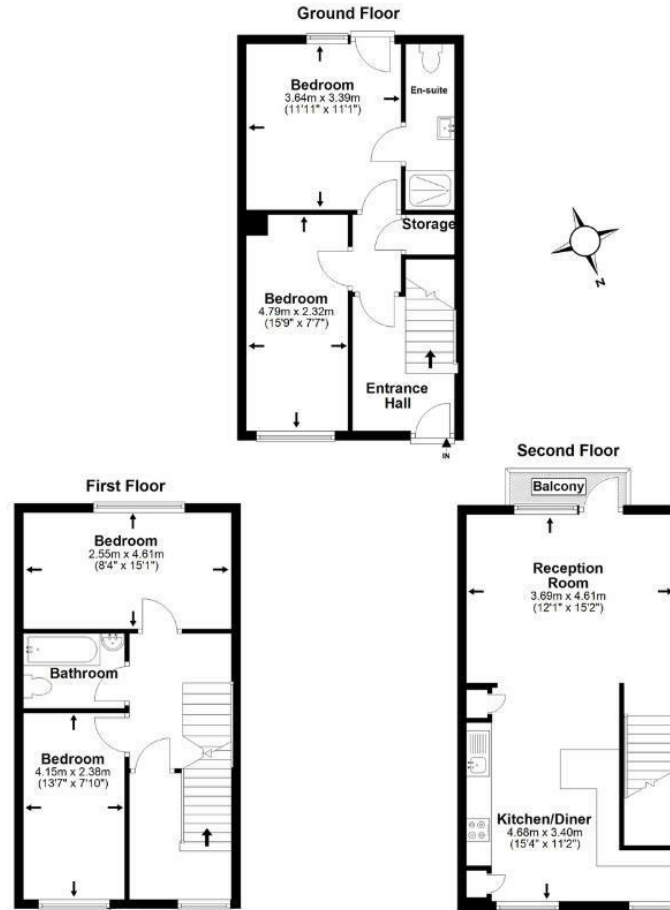 Ground Floor
Bedroom
3.64m x 3.39m
(11'11" x 11'1")
En-suite
Storage
Bedroom
4.79m x 2.32m
(15'9" x 7'7")
Entrance
Hall
IN
N
First Floor
Bedroom
2.55m x 4.61m
(8'4" x 15'1")
Bathroom
Bedroom
4.15m x 2.38m
(13'7" x 7'10")
Second Floor
Balcony
Reception
Room
3.69m x 4.61m
(12'1" x 15'2")
Kitchen/Diner
4.68m x 3.40m
(15'4" x 11'2")